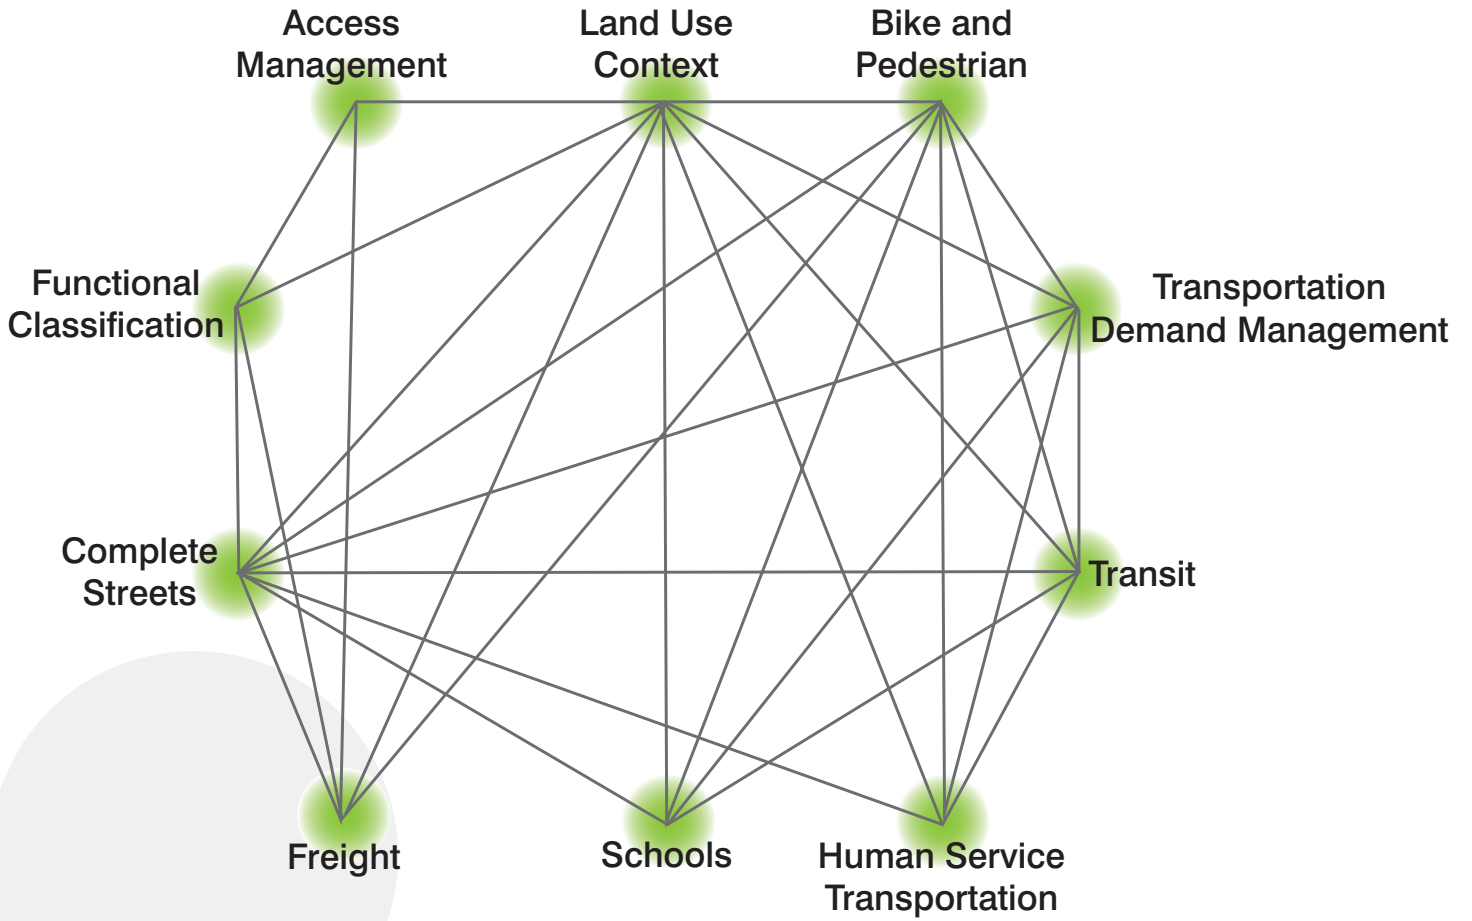 Access
Management
Land Use
Context
Bike and
Pedestrian
Functional
Classification
Transportation
Demand Management
Complete
Streets
Transit
Freight
Schools
Human Service
Transportation